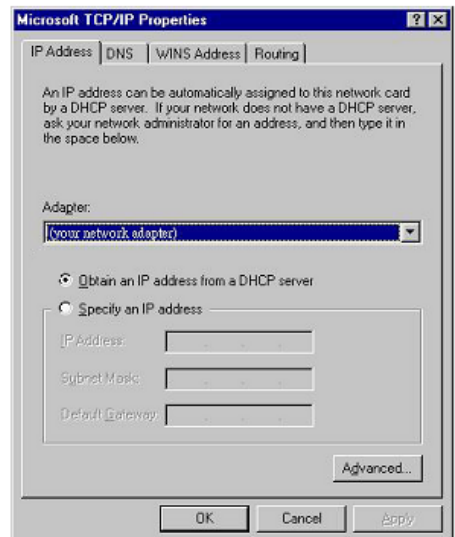 Microsoft TCP/IP Properties
IP Address DNS WINS Address Routing
An IP address can be automatically assigned to this network card
by a DHCP server. If your network does not have a DHCP server,
ask your network administrator for an address, and then type it in
the space below.
Adapter:
(your network adapter)
Obtain an IP address from a DHCP server
Specify an IP address
IP Address:
Subnet Mask:
Default Gateway:
Advanced...
OK Cancel Apply